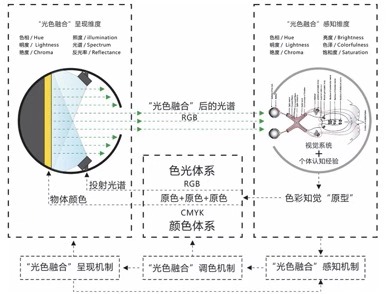 “光色融合”呈现维度
色相/Hue 照度/illumination
明度/Lightness 光谱/Spectrum
艳度/Chroma 反光率/Reflectance
“光色融合”感知维度
色相/Hue 亮度/Brightness
明度/Lightness 色泽/Colorfulness
艳度/Chroma 饱和度/Saturation
“光色融合”后的光谱
RGB
视觉系统
+
个体认知经验
投射光谱
物体颜色
色光体系
RGB
原色+原色+原色
CMYK
颜色体系
色彩知觉“原型”
“光色融合”呈现机制
“光色融合”调色机制
“光色融合”感知机制